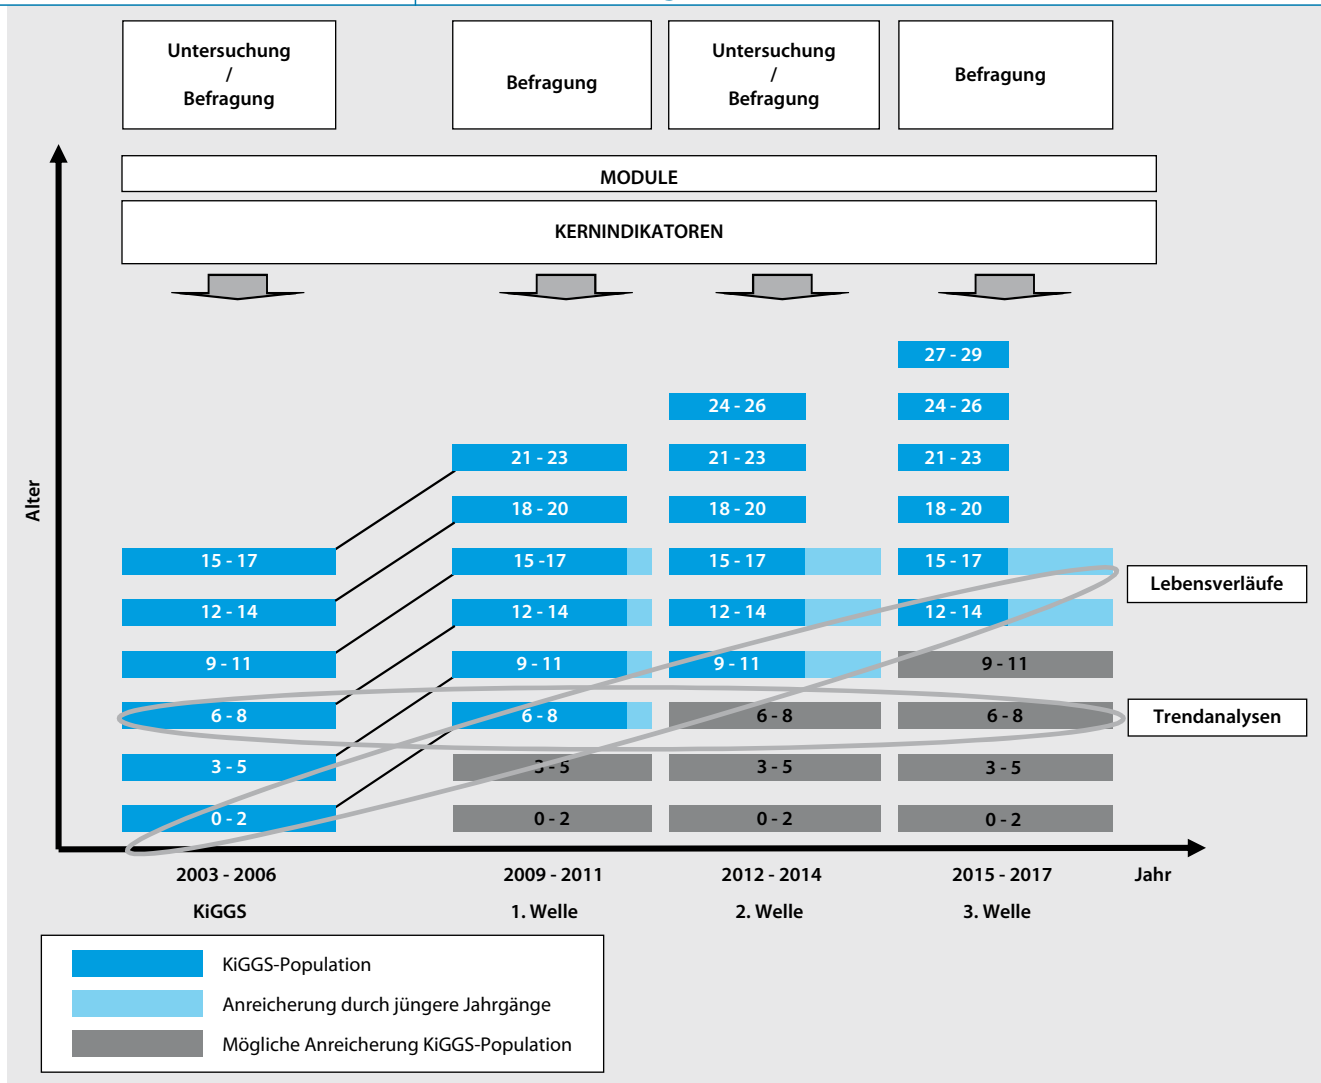 Untersuchung
/
Befragung
Befragung
Untersuchung
/
Befragung
Befragung
MODULE
KERNINDIKATOREN
Alter
27 - 29
24 - 26
24 - 26
21 - 23
21 - 23
21 - 23
18 - 20
18 - 20
18 - 20
15 - 17
15 -17
15 - 17
15 - 17
Lebensverläufe
12 - 14
12 - 14
12 - 14
12 - 14
9 - 11
9 - 11
9 - 11
9 - 11
6 - 8
6 - 8
6 - 8
6 - 8
Trendanalysen
3 - 5
3 - 5
3 - 5
3 - 5
0 - 2
0 - 2
0 - 2
0 - 2
2003 - 2006
2009 - 2011
2012 - 2014
2015 - 2017
Jahr
KiGGS
1. Welle
2. Welle
3. Welle
KiGGS-Population
Anreicherung durch jüngere Jahrgänge
Mögliche Anreicherung KiGGS-Population